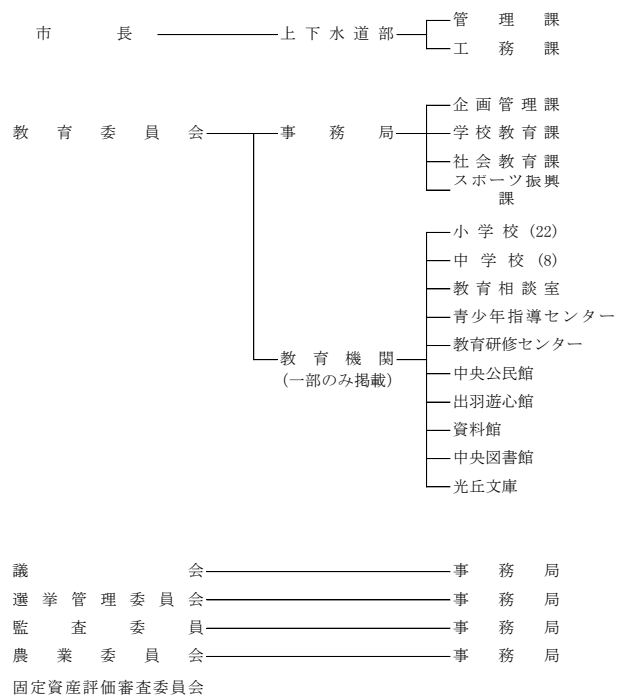 市長 上下水道部 管理課
工務課
教育委員会 事務局 企画管理課
学校教育課
社会教育課
スポーツ振興
課
小学校 (22)
中学校 (8)
教育相談室
青少年指導センター
教育機関 教育研修センター
(一部のみ掲載) 中央公民館
出羽遊心館
資料館
中央図書館
光丘文庫
議会 事務局
選挙管理委員会 事務局
監査委員 事務局
農業委員会 事務局
固定資産評価審査委員会